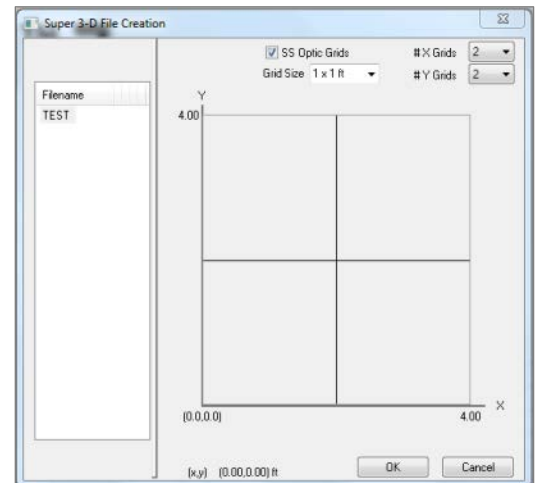 Super 3-D File Creation
SS Optic Grids
# X Grids 2
Grid Size 1 x 1 ft
# Y Grids 2
Filename
TEST
Y
4.00
X
(0.0,0.0)
4.00
(x,y) (0.00,0.00) ft
OK
Cancel